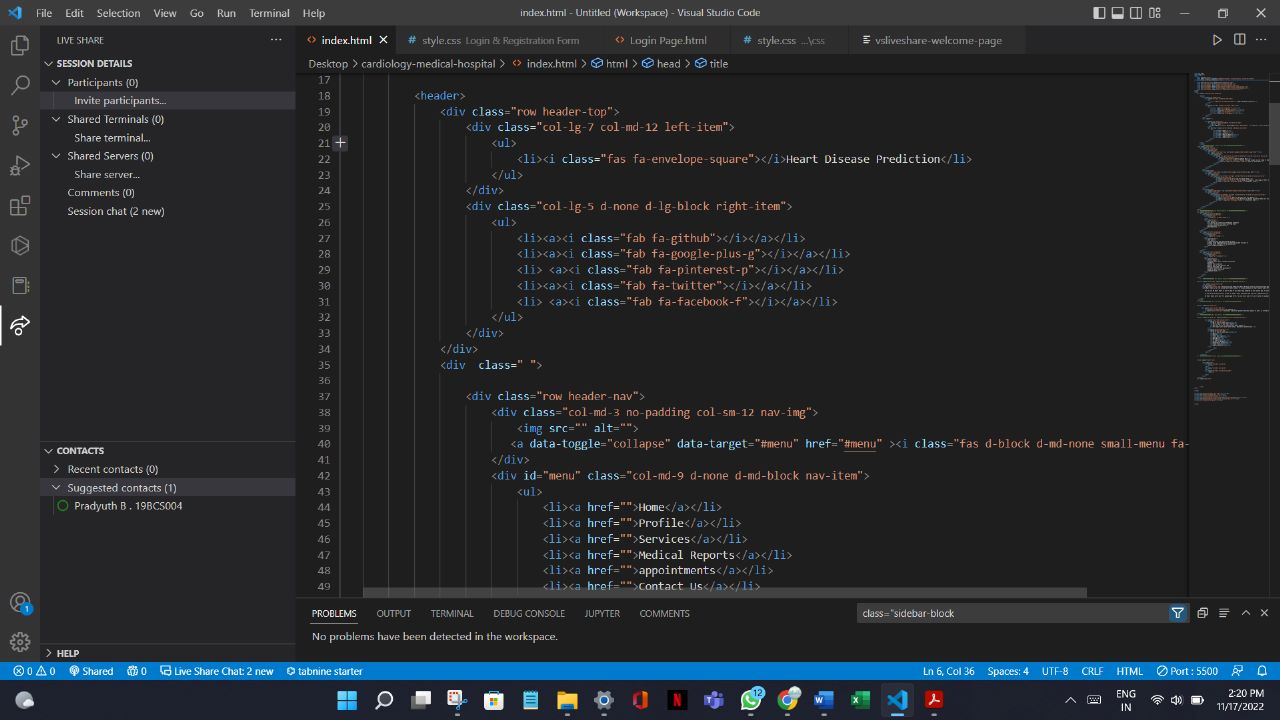 File Edit Selection View Go Run Terminal Help index.html - Untitled (Workspace) - Visual Studio Code
LIVE SHARE
SESSION DETAILS
Participants (0)
Invite participants...
Shared Terminals (0)
Share terminal...
Shared Servers (0)
Share server...
Comments (0)
Session chat (2 new)
CONTACTS
Recent contacts (0)
Suggested contacts (1)
Pradyuth B . 19BCS004
HELP
index.html style.css Login & Registration Form Login Page.html style.css ...\css vsliveshare-welcome-page
Desktop > cardiology-medical-hospital > index.html > html > head > title
17
18 <header>
19 <div class="row header-top">
20 <div class="col-lg-7 col-md-12 left-item">
21 <ul>
22 <li><i class="fas fa-envelope-square"></i> Disease Prediction</li>
23 </ul>
24 </div>
25 <div class="col-lg-5 d-none d-lg-block right-item">
26 <ul>
27 <li><a><i class="fab fa-github"></i></a></li>
28 <li><a><i class="fab fa-google-plus-g"></i></a></li>
29 <li> <a><i class="fab fa-pinterest-p"></i></a></li>
30 <li><a><i class="fab fa-twitter"></i></a></li>
31 <li> <a><i class="fab fa-facebook-f"></i></a></li>
32 </ul>
33 </div>
34 </div>
35 <div class=" ">
36
37 <div class="row header-nav">
38 <div class="col-md-3 no-padding col-sm-12 nav-img">
39 <img src="" alt="">
40 <a data-toggle="collapse" data-target="#menu" href="#menu" ><i class="fas d-block d-md-none small-menu fa-
41 </div>
42 <div id="menu" class="col-md-9 d-none d-md-block nav-item">
43 <ul>
44 <li><a href="">Home</a></li>
45 <li><a href="">Profile</a></li>
46 <li><a href="">Services</a></li>
47 <li><a href="">Medical Reports</a></li>
48 <li><a href="">appointments</a></li>
49 <li><a href="">Contact Us</a></li>
PROBLEMS OUTPUT TERMINAL DEBUG CONSOLE JUPYTER COMMENTS class="sidebar-block
No problems have been detected in the workspace.
1
0 0 Shared 0 Live Share Chat: 2 new tabnine starter Ln 6, Col 36 Spaces: 4 UTF-8 CRLF HTML Port : 5500
12
ENG
IN
2:20 PM
11/17/2022